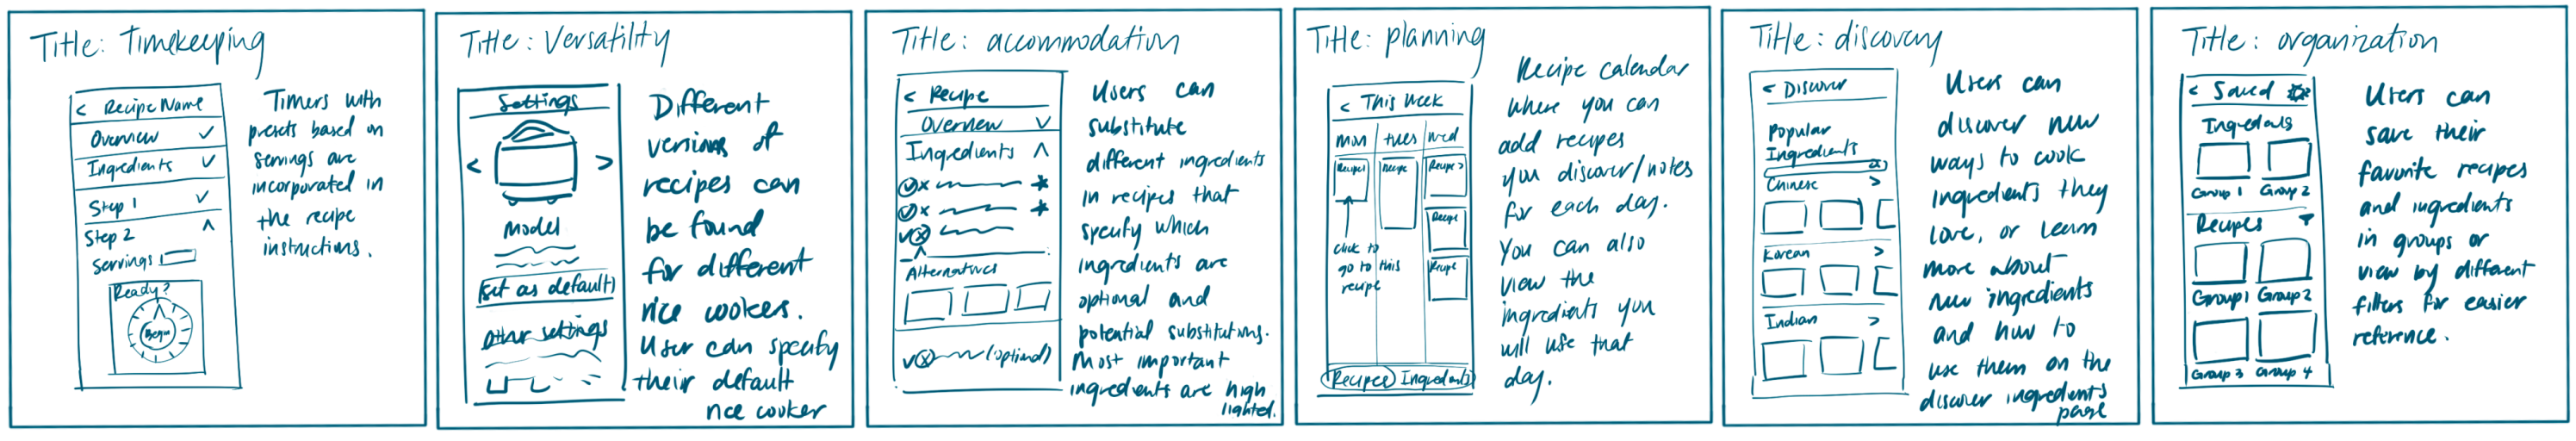 Title: Timekeeping
< Recipe Name
Overview
Ingredients
Step 1
Step 2
Servings
Ready?
Begin
Timers with
presets based on
servings are
incorporated in
the recipe
instructions.
Title: Versatility
Settings
< >
Model
Set as default
Other settings
Different
versions of
recipes can
be found
for different
rice cookers.
User can specify
their default
rice cooker
Title: accommodation
< Recipe
Overview
Ingredients
Alternatives
(optional)
Users can
substitute
different ingredients
in recipes that
specify which
ingredients are
optional and
potential substitutions.
Most important
ingredients are high
lighted.
Title: planning
< This Week
mon tues wed
Recipe Recipe Recipe
Recipe
Recipe
click to
go to this
recipe
Recipes Ingredients
Recipe calendar
where you can
add recipes
you discover/notes
for each day.
You can also
view the
ingredients you
will use that
day.
Title: discovery
< Discover
Popular
Ingredients
Chinese >
Korean >
Indian >
Users can
discover new
ways to cook
ingredients they
love, or learn
more about
new ingredients
and how to
use them on the
discover ingredients
page
Title: organization
< Saved
Ingredients
Group 1 Group 2
Recipes
Group 1 Group 2
Group 3 Group 4
Users can
save their
favorite recipes
and ingredients
in groups or
view by different
filters for easier
reference.